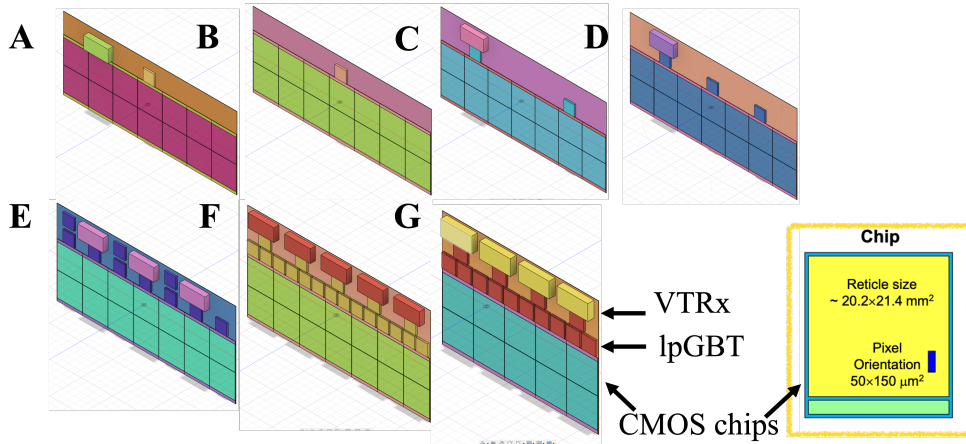 A
B
C
D
E
F
G
VTRx
lpGBT
CMOS chips
Chip
Reticle size
~ 20.2×21.4 mm²
Pixel
Orientation
50×150 μm²